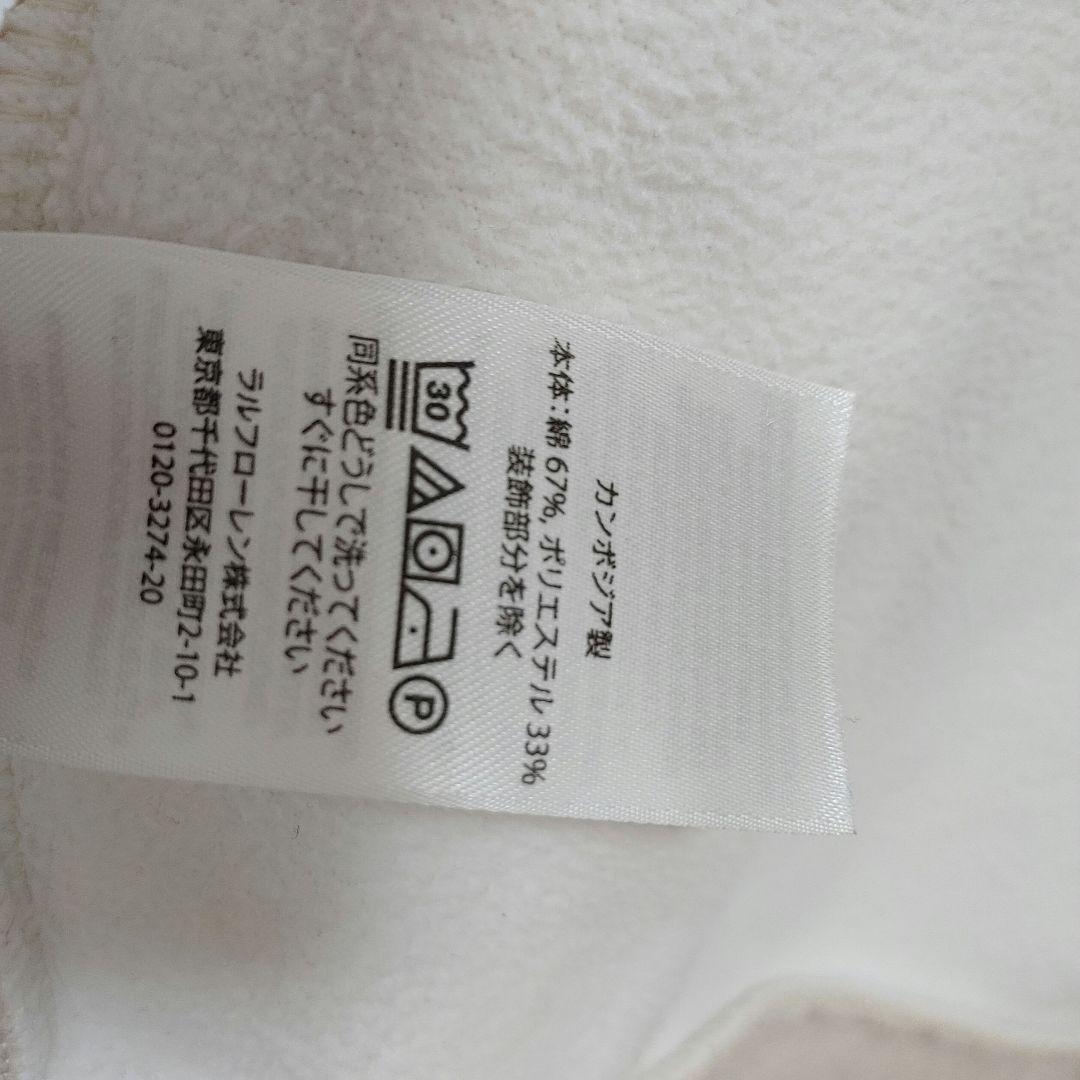 カンボジア製
本体:綿 67%, ポリエステル 33%
装飾部分を除く
30
P
同系色どうしで洗ってください
すぐに干してください
ラルフローレン株式会社
東京都千代田区永田町2-10-1
0120-3274-20